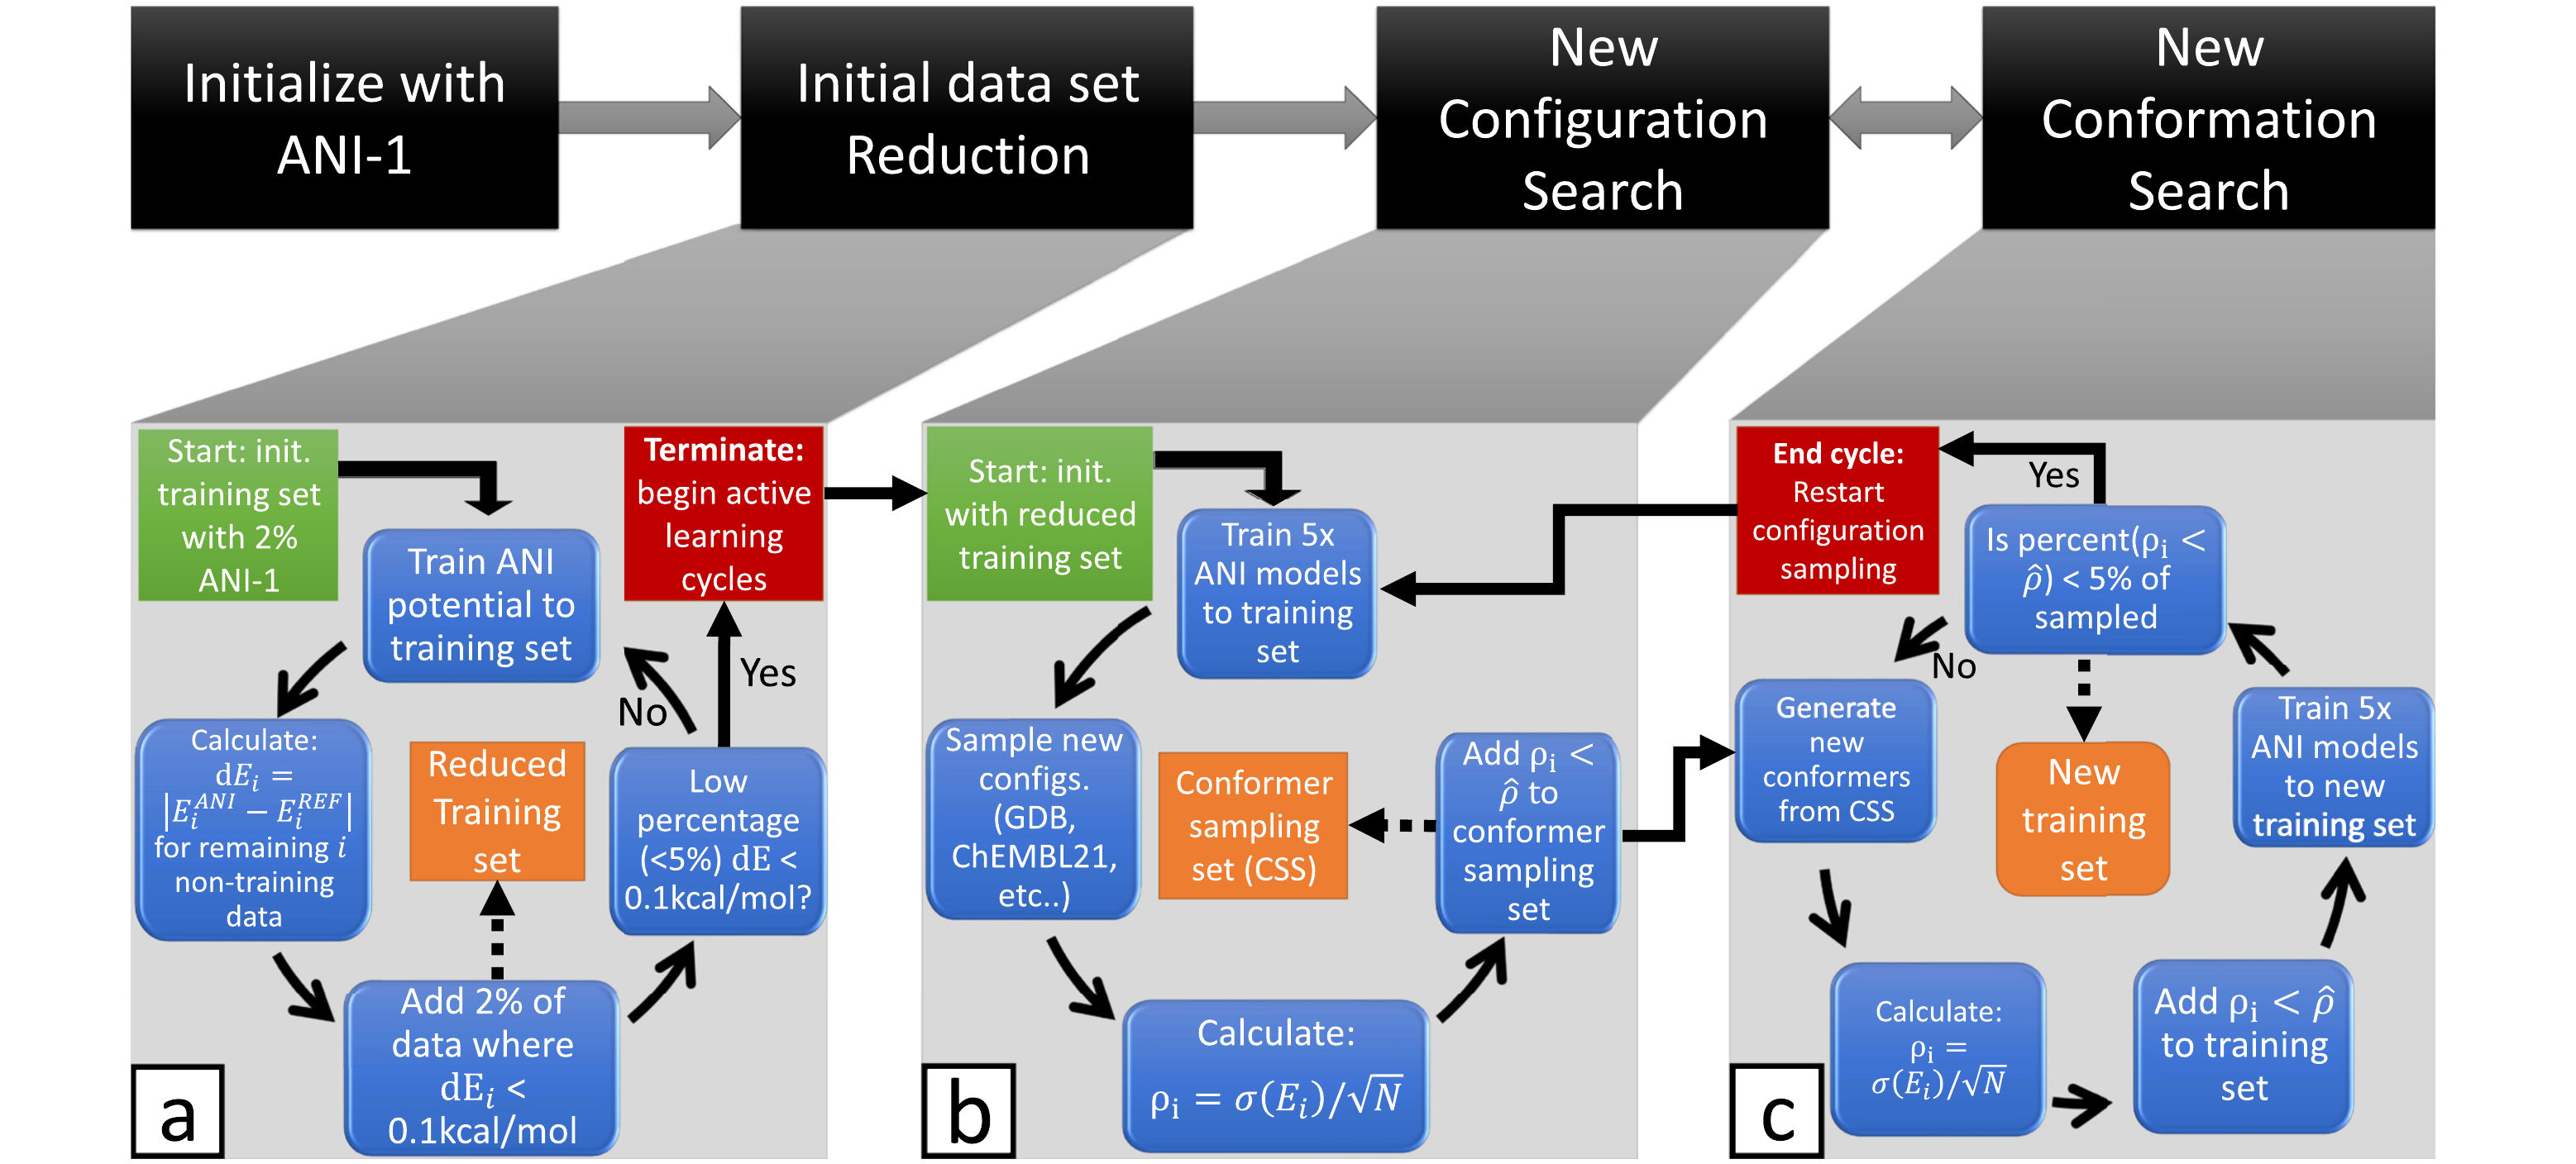 Initialize with
ANI-1
Initial data set
Reduction
New
Configuration
Search
New
Conformation
Search
Start: init.
training set
with 2%
ANI-1
Train ANI
potential to
training set
Terminate:
begin active
learning
cycles
Yes
No
Calculate:
dE_i =
|E_i^{ANI} − E_i^{REF}|
for remaining i
non-training
data
Reduced
Training
set
Low
percentage
(<5%) dE <
0.1kcal/mol?
Add 2% of
data where
dE_i <
0.1kcal/mol
a
Start: init.
with reduced
training set
Train 5x
ANI models
to training
set
Sample new
configs.
(GDB,
ChEMBL21,
etc..)
Conformer
sampling
set (CSS)
Add ρ_i <
ρ̂ to
conformer
sampling
set
Calculate:
ρ_i = σ(E_i)/√N
b
End cycle:
Restart
configuration
sampling
Yes
Is percent(ρ_i <
ρ̂) < 5% of
sampled
No
Generate
new
conformers
from CSS
New
training
set
Train 5x
ANI models
to new
training set
Calculate:
ρ_i =
σ(E_i)/√N
Add ρ_i < ρ̂
to training
set
c